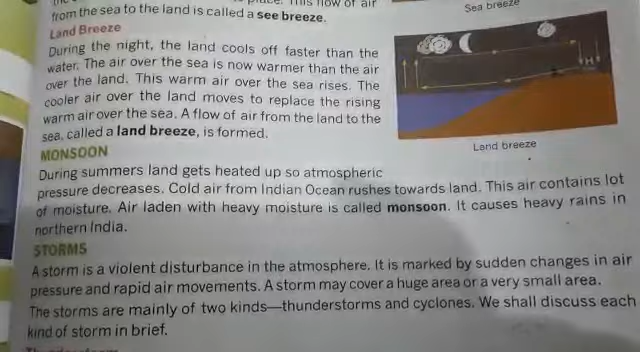 This flow of air
from the sea to the land is called a see breeze.
Sea breeze
Land Breeze
During the night, the land cools off faster than the
water. The air over the sea is now warmer than the air
over the land. This warm air over the sea rises. The
cooler air over the land moves to replace the rising
warm air over the sea. A flow of air from the land to the
sea, called a land breeze, is formed.
Land breeze
MONSOON
During summers land gets heated up so atmospheric
pressure decreases. Cold air from Indian Ocean rushes towards land. This air contains lot
of moisture. Air laden with heavy moisture is called monsoon. It causes heavy rains in
northern India.
STORMS
A storm is a violent disturbance in the atmosphere. It is marked by sudden changes in air
pressure and rapid air movements. A storm may cover a huge area or a very small area.
The storms are mainly of two kinds—thunderstorms and cyclones. We shall discuss each
kind of storm in brief.